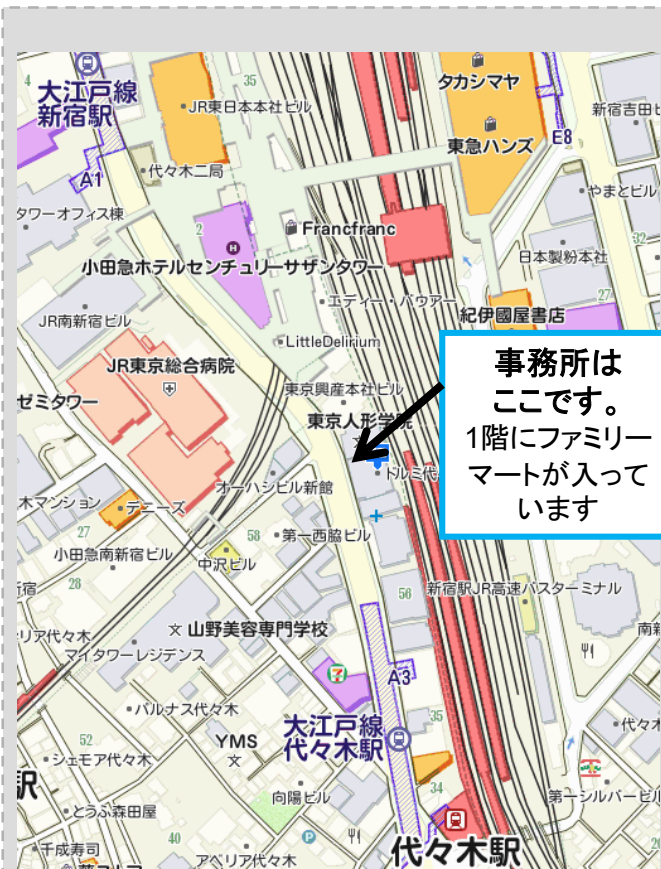 4
大江戸線
新宿駅
35
JR東日本本社ビル
タカシマヤ
新宿吉田ビ
東急ハンズ
E8
A1
代々木二局
やまとビル
タワーオフィス棟
2
Francfranc
32
日本製粉本社
小田急ホテルセンチュリーサザンタワー
27
エディー・バウアー
紀伊國屋書店
JR南新宿ビル
LittleDelirium
JR東京総合病院
事務所は
ここです。
1階にファミリー
マートが入って
います
ゼミタワー
東京興産本社ビル
東京人形学院
ドルミ代
オーハシビル新館
木マンション
デニーズ
27
58
第一西脇ビル
小田急南新宿ビル
中沢ビル
28
56
新宿駅JR高速バスターミナル
南新
リア代々木
山野美容専門学校
マイタワーレジデンス
A3
バルナス代々木
35
大江戸線
代々木駅
YMS
52
シェモア代々木
代々木
駅
向陽ビル
34
第一シルバービル
とうふ森田屋
40
P
千成寿司
アベリア代々木
代々木駅